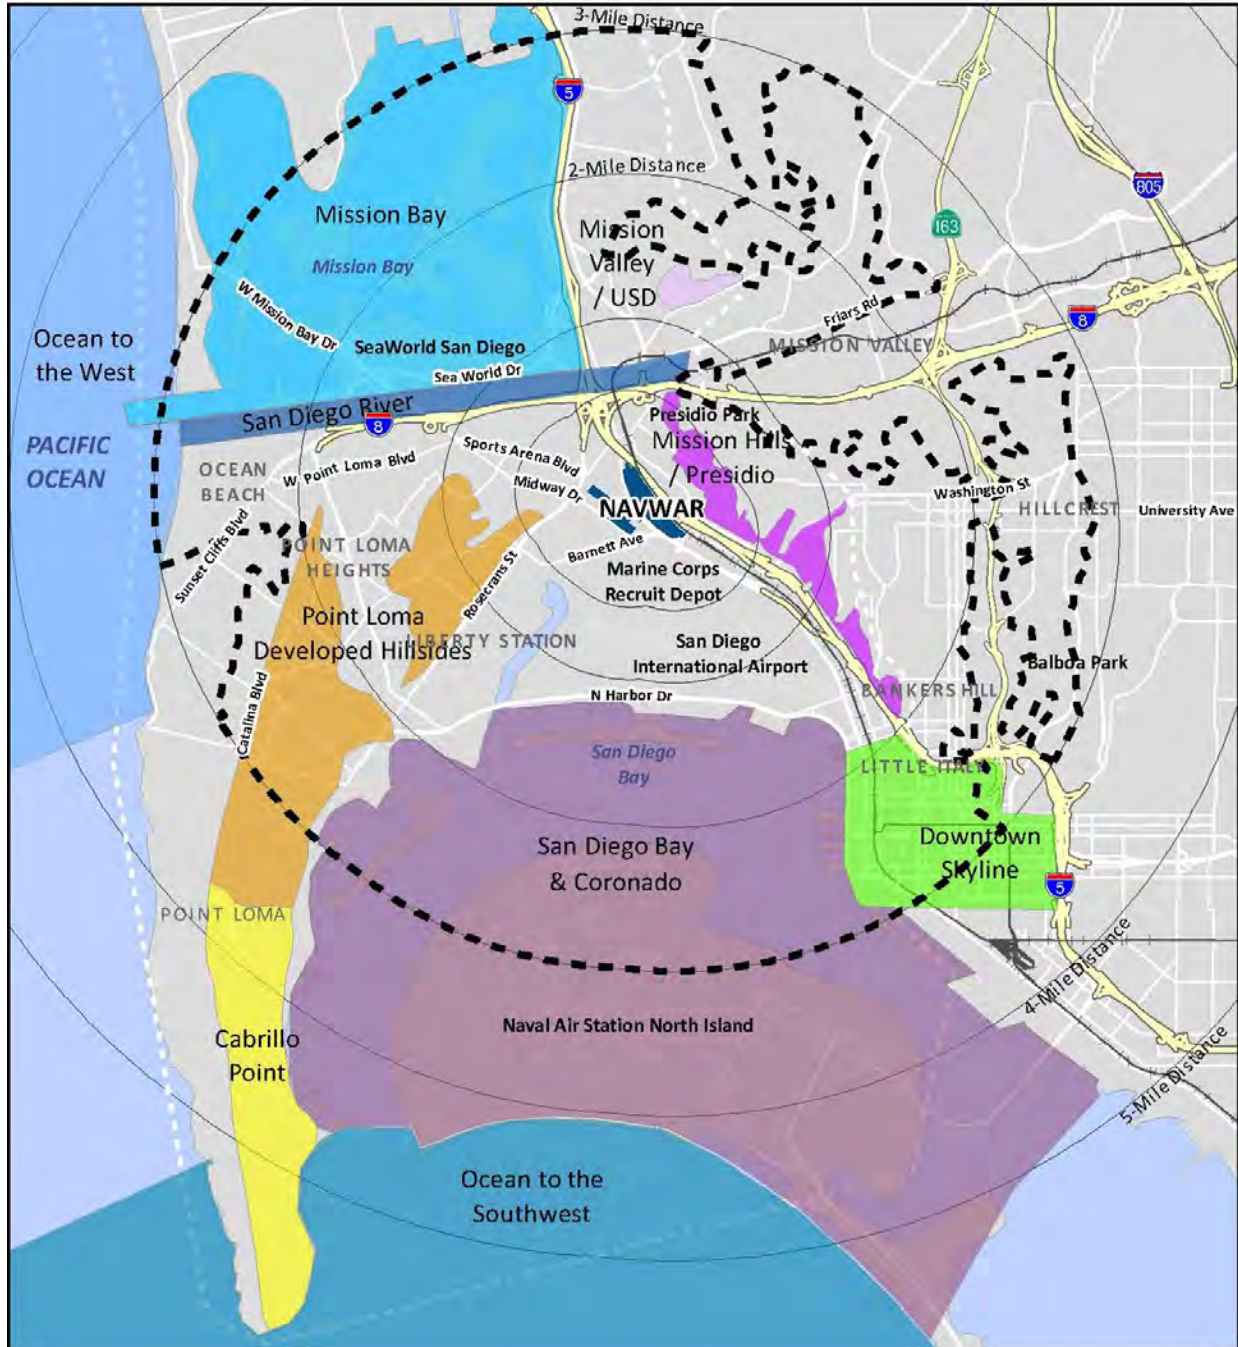 3-Mile Distance
5
2-Mile Distance
805
Mission Bay
163
Mission
Valley
/ USD
Mission Bay
W Mission Bay Dr
Friars Rd
8
Ocean to
the West
SeaWorld San Diego
MISSION VALLEY
Sea World Dr
San Diego River
8
Presidio Park
PACIFIC
OCEAN
Mission Hills
/ Presidio
Sports Arena Blvd
OCEAN
BEACH
W Point Loma Blvd
Midway Dr
Washington St
NAVWAR
HILLCREST
University Ave
Sunset Cliffs Blvd
POINT LOMA
HEIGHTS
Barnett Ave
Rosecrans St
Marine Corps
Recruit Depot
Point Loma
Developed Hillsides
LIBERTY STATION
San Diego
International Airport
Balboa Park
Catalina Blvd
N Harbor Dr
BANKERS HILL
San Diego
Bay
LITTLE ITALY
San Diego Bay
& Coronado
Downtown
Skyline
5
POINT LOMA
4-Mile Distance
Naval Air Station North Island
Cabrillo
Point
5-Mile Distance
Ocean to the
Southwest